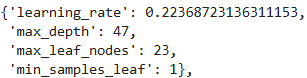 {'learning_rate': 0.22368723136311153,
'max_depth': 47,
'max_leaf_nodes': 23,
'min_samples_leaf': 1},